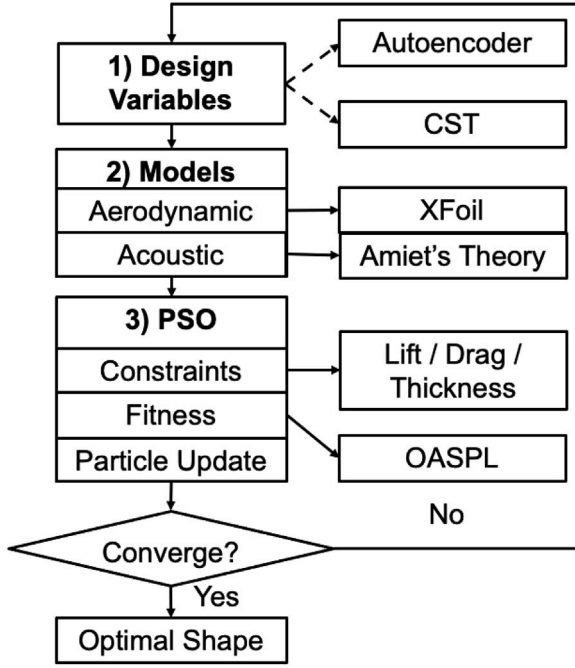 1) Design
Variables
Autoencoder
CST
2) Models
Aerodynamic
XFoil
Acoustic
Amiet's Theory
3) PSO
Constraints
Lift / Drag /
Thickness
Fitness
Particle Update
OASPL
Converge?
No
Yes
Optimal Shape